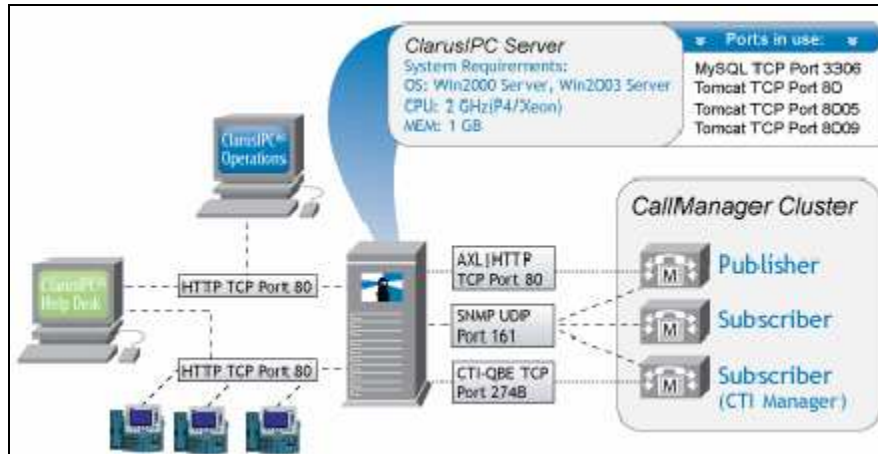 ClarusIPC Server
System Requirements:
OS: Win2000 Server, Win2003 Server
CPU: 2 GHz(P4/Xeon)
MEM: 1 GB
Ports in use:
MySQL TCP Port 3306
Tomcat TCP Port 80
Tomcat TCP Port 8005
Tomcat TCP Port 8009
ClarusIPC
Operations
ClarusIPC
Help Desk
HTTP TCP Port 80
HTTP TCP Port 80
AXL|HTTP
TCP Port 80
SNMP UDP
Port 161
CTI-QBE TCP
Port 2748
CallManager Cluster
M
Publisher
M
Subscriber
M
Subscriber
(CTI Manager)